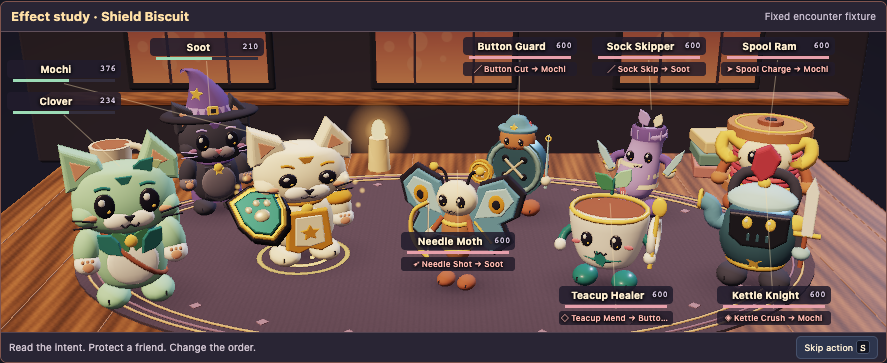 Effect study · Shield Biscuit
Fixed encounter fixture
Soot 210
Button Guard 600
Button Cut → Mochi
Sock Skipper 600
Sock Skip → Soot
Spool Ram 600
Spool Charge → Mochi
Mochi 376
Clover 234
Needle Moth 600
Needle Shot → Soot
Teacup Healer 600
Teacup Mend → Butto...
Kettle Knight 600
Kettle Crush → Mochi
Read the intent. Protect a friend. Change the order.
Skip action S